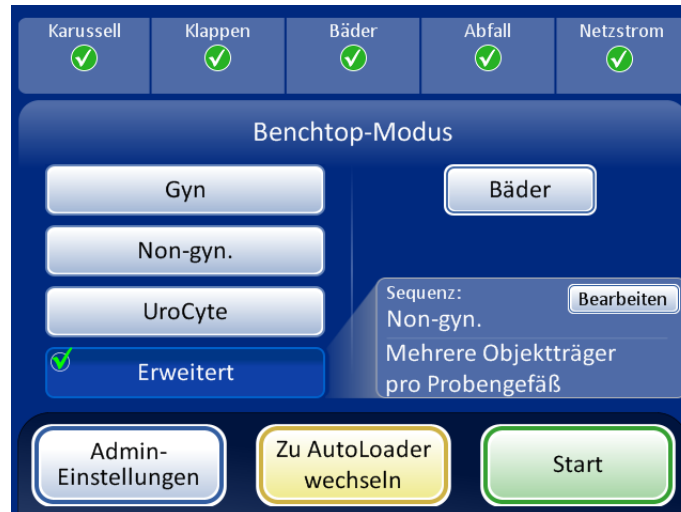 Karussell
Klappen
Bäder
Abfall
Netzstrom
Benchtop-Modus
Gyn
Bäder
Non-gyn.
UroCyte
Sequenz:
Bearbeiten
Non-gyn.
Erweitert
Mehrere Objektträger
pro Probengefäß
Admin-
Einstellungen
Zu AutoLoader
wechseln
Start